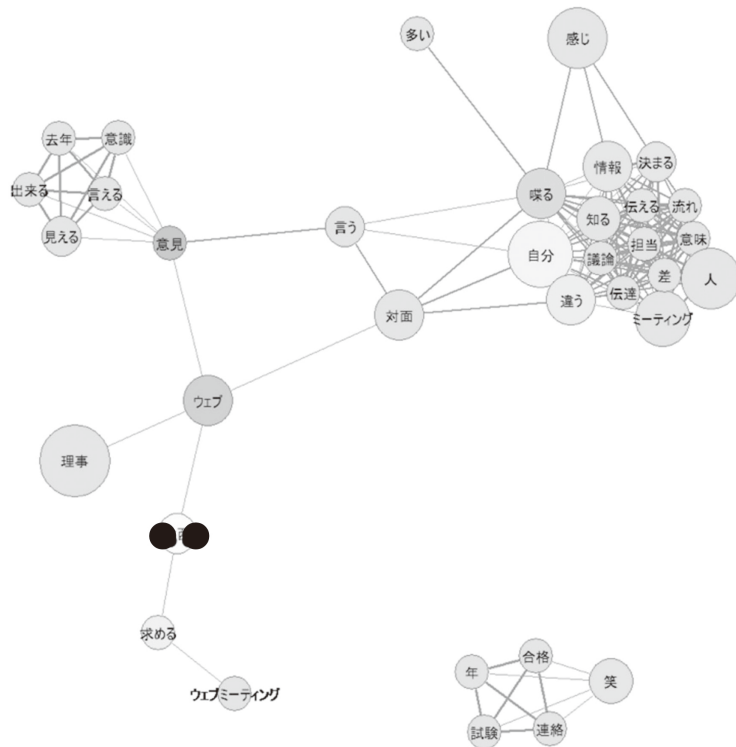 多い
感じ
去年
意識
出来る
言える
見える
意見
言う
喋る
情報
決まる
知る
伝える
流れ
自分
議論
担当
意味
差
人
違う
伝達
ミーティング
対面
ウェブ
理事
求める
ウェブミーティング
合格
年
笑
試験
連絡